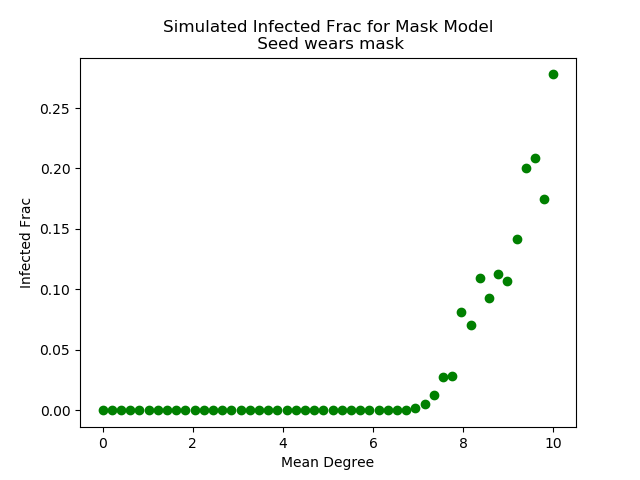 Simulated Infected Frac for Mask Model
Seed wears mask
0.25
0.20
0.15
0.10
0.05
0.00
Infected Frac
0 2 4 6 8 10
Mean Degree